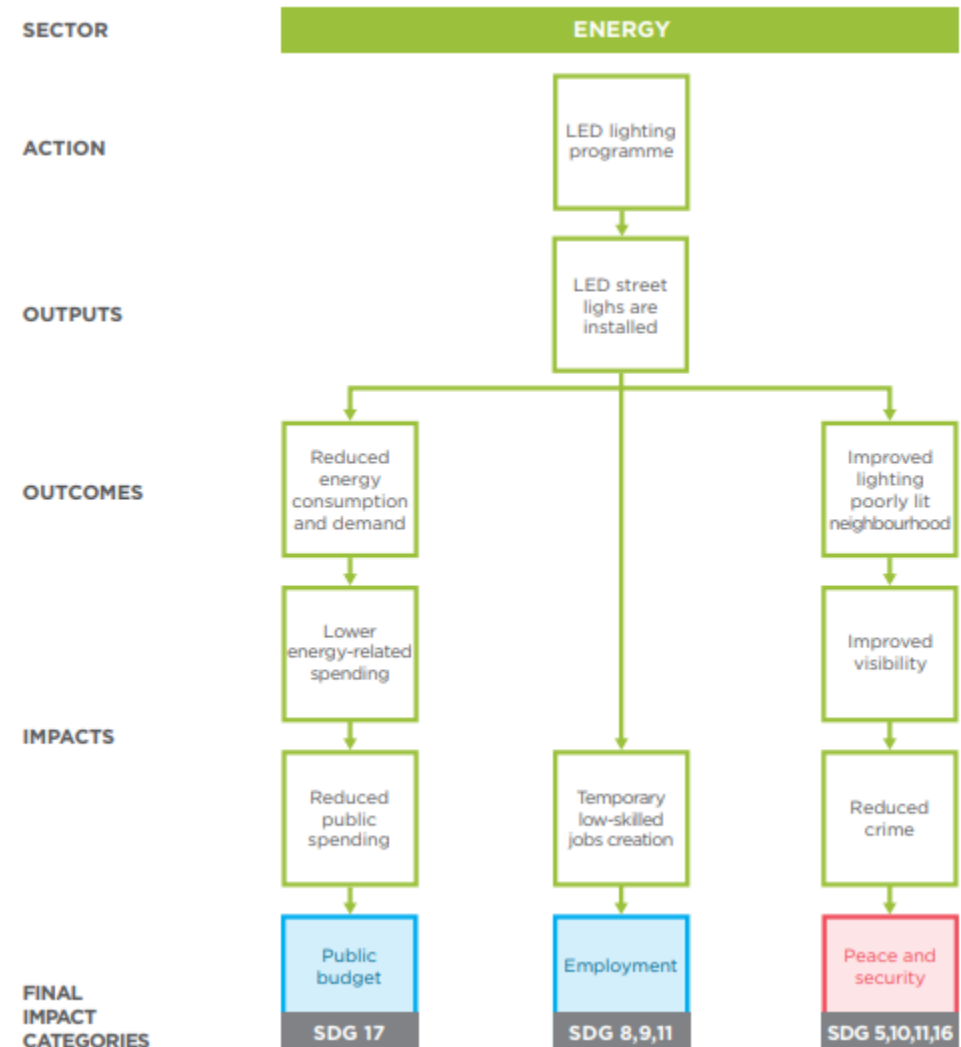 SECTOR
ENERGY
ACTION
LED lighting
programme
OUTPUTS
LED street
lighs are
installed
OUTCOMES
Reduced
energy
consumption
and demand
Improved
lighting
poorly lit
neighbourhood
IMPACTS
Lower
energy-related
spending
Improved
visibility
Reduced
public
spending
Temporary
low-skilled
jobs creation
Reduced
crime
FINAL
IMPACT
CATEGORIES
Public
budget
SDG 17
Employment
SDG 8,9,11
Peace and
security
SDG 5,10,11,16